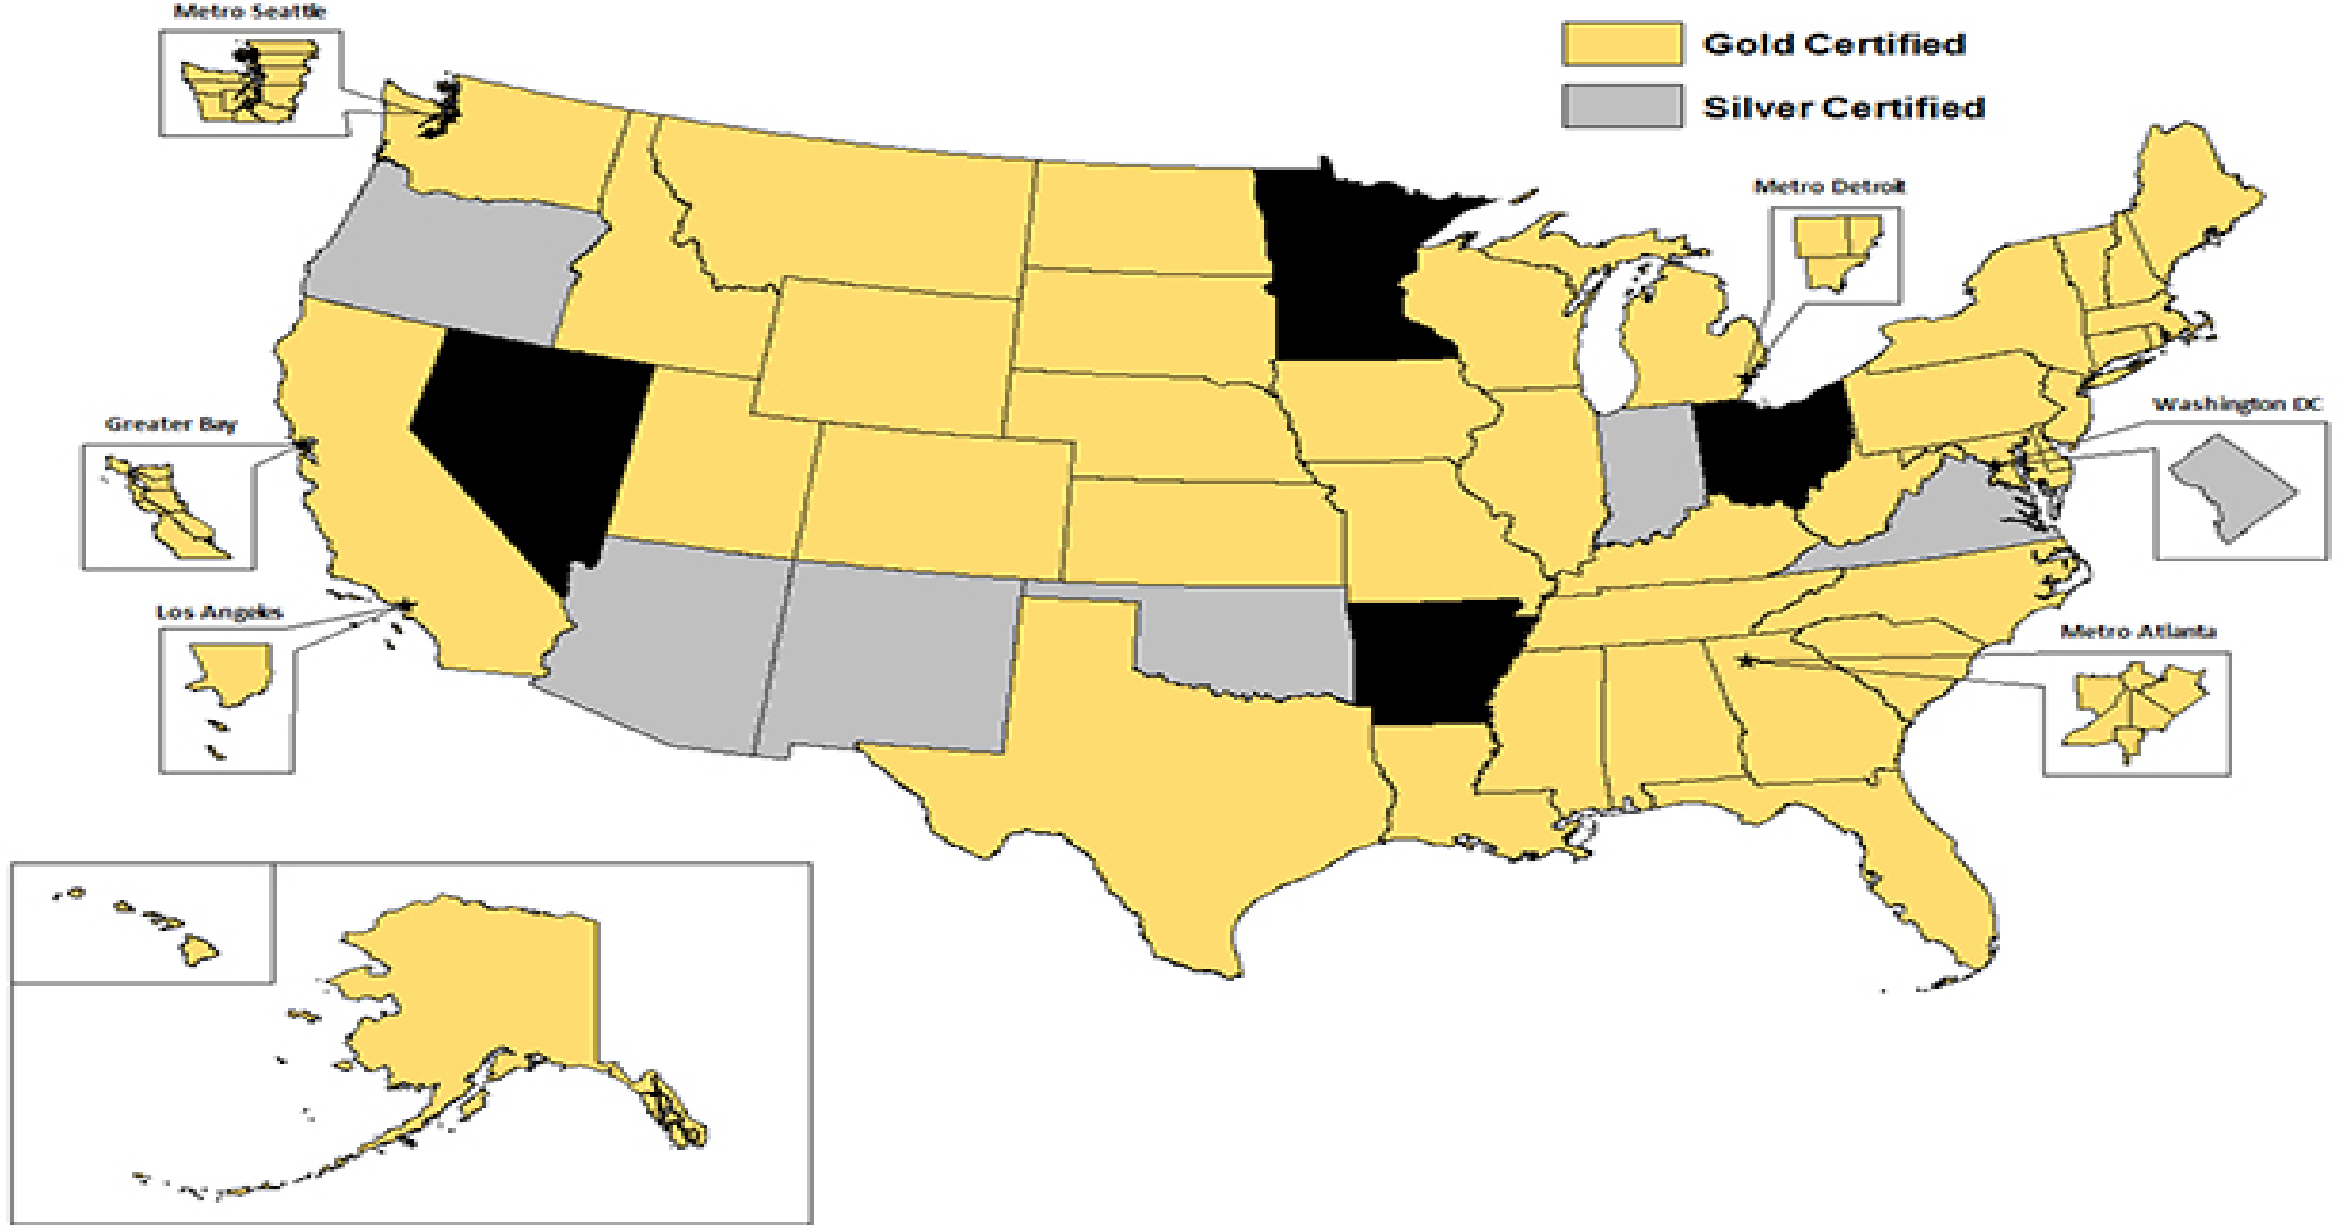 Metro Seattle
Gold Certified
Silver Certified
Metro Detroit
Washington DC
Greater Bay
Los Angeles
Metro Atlanta